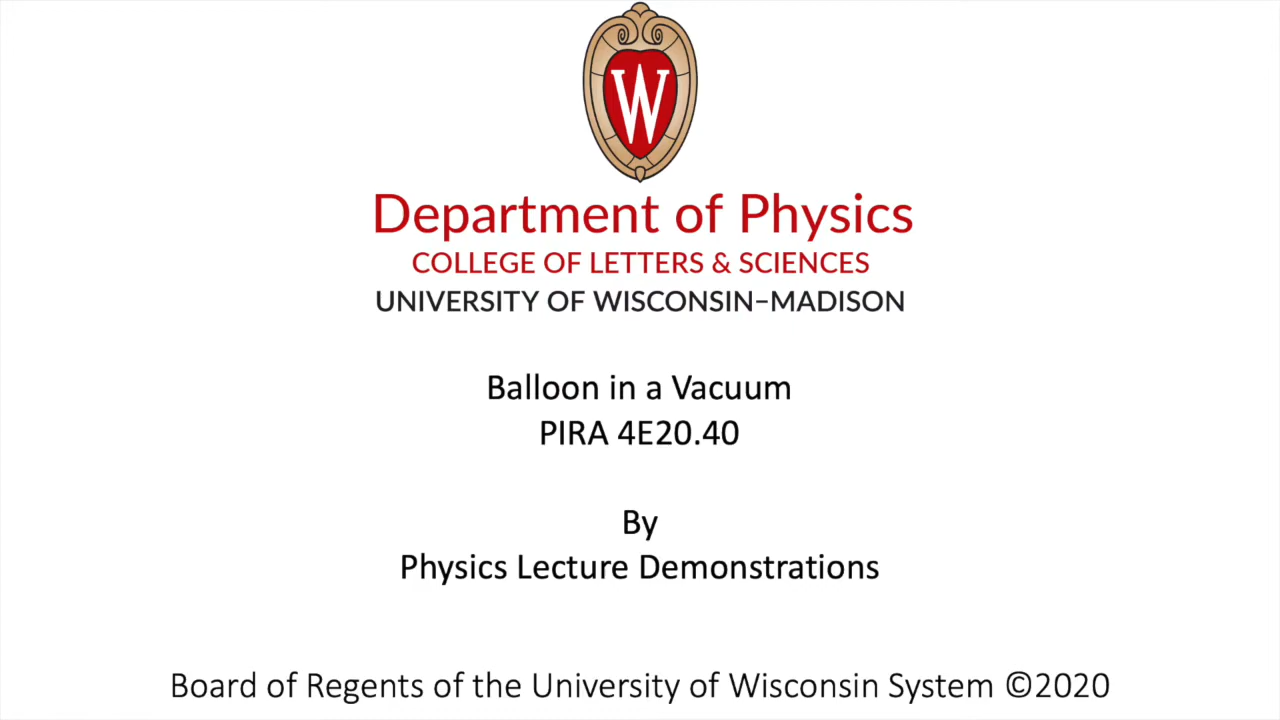 W
Department of Physics
COLLEGE OF LETTERS & SCIENCES
UNIVERSITY OF WISCONSIN–MADISON
Balloon in a Vacuum
PIRA 4E20.40
By
Physics Lecture Demonstrations
Board of Regents of the University of Wisconsin System ©2020